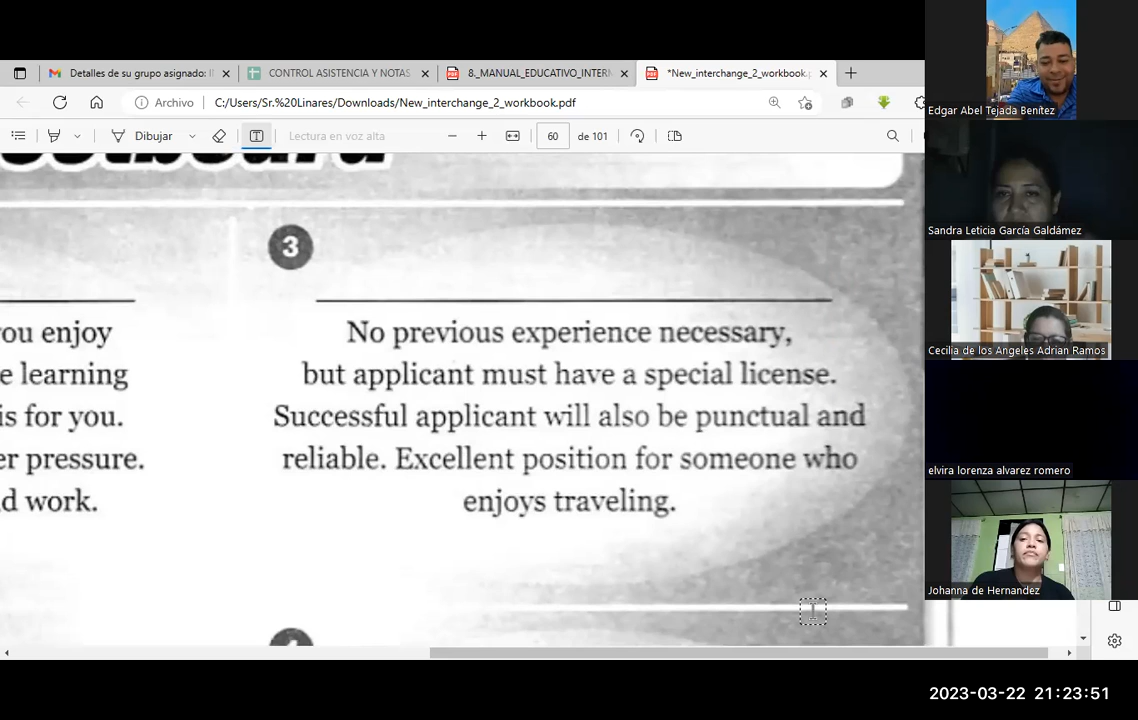 Detalles de su grupo asignado: I
CONTROL ASISTENCIA Y NOTAS
8._MANUAL_EDUCATIVO_INTERN
*New_interchange_2_workbook.p
Archivo
C:/Users/Sr.%20Linares/Downloads/New_interchange_2_workbook.pdf
Dibujar
Lectura en voz alta
60
de 101
3
ou enjoy
e learning
is for you.
er pressure.
d work.
No previous experience necessary,
but applicant must have a special license.
Successful applicant will also be punctual and
reliable. Excellent position for someone who
enjoys traveling.
Edgar Abel Tejada Benítez
Sandra Leticia García Galdámez
Cecilia de los Angeles Adrian Ramos
elvira lorenza alvarez romero
Johanna de Hernandez
2023-03-22 21:23:51